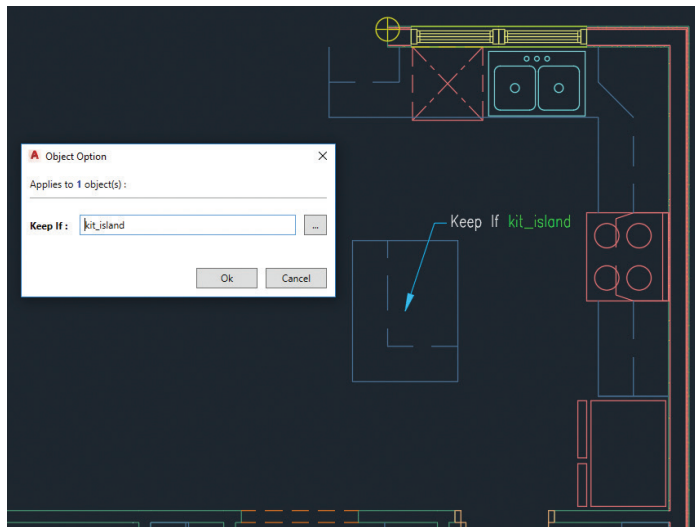 Object Option
Applies to 1 object(s) :
Keep If : kit_island
...
Ok Cancel
Keep If kit_island